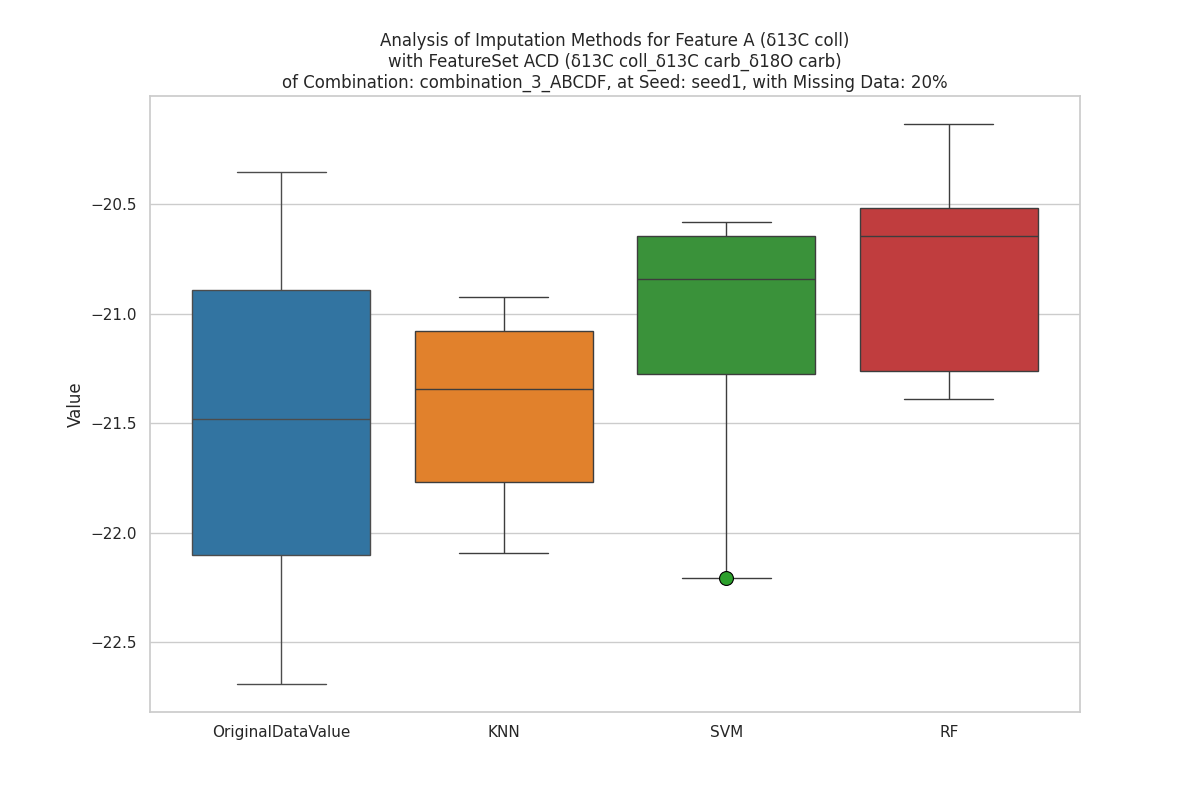 Analysis of Imputation Methods for Feature A (δ13C coll)
with FeatureSet ACD (δ13C coll_δ13C carb_δ18O carb)
of Combination: combination_3_ABCDF, at Seed: seed1, with Missing Data: 20%
Value
−20.5
−21.0
−21.5
−22.0
−22.5
OriginalDataValue
KNN
SVM
RF